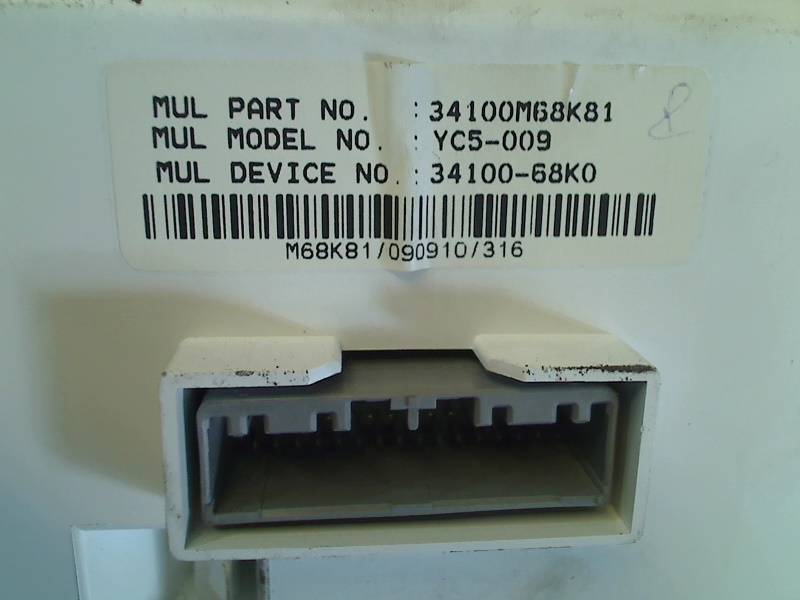 MUL PART NO. :34100M68K81
MUL MODEL NO. :YC5-009
MUL DEVICE NO.:34100-68K0
M68K81/090910/316